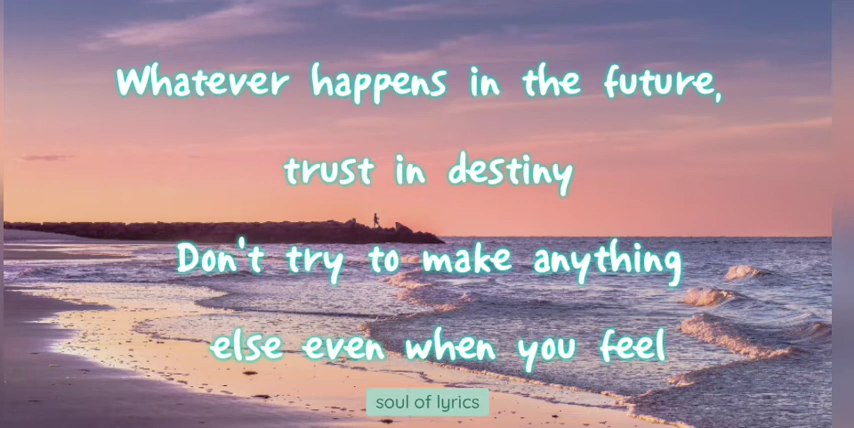 Whatever happens in the future,
trust in destiny
Don't try to make anything
else even when you feel
soul of lyrics